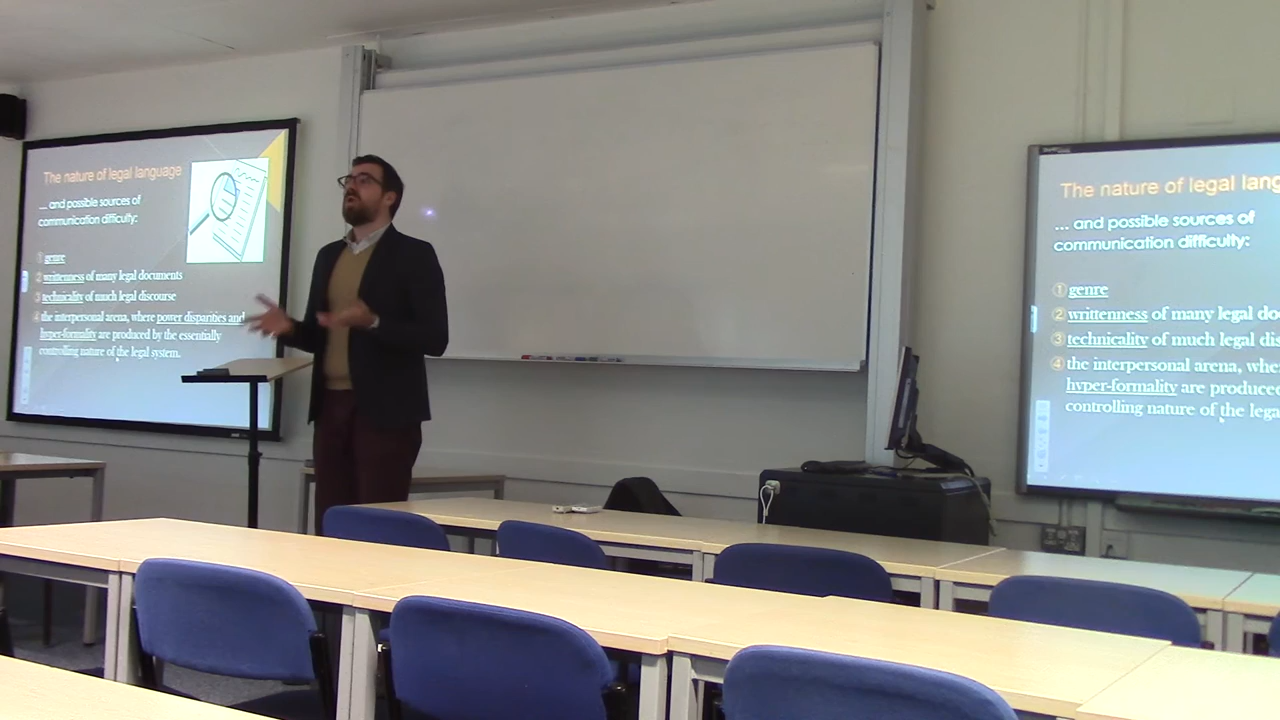 The nature of legal language
... and possible sources of
communication difficulty:
① genre
② writtenness of many legal documents
③ technicality of much legal discourse
④ the interpersonal arena, where power disparities and
hyper-formality are produced by the essentially
controlling nature of the legal system.
The nature of legal lang
... and possible sources of
communication difficulty:
① genre
② writtenness of many legal do
③ technicality of much legal dis
④ the interpersonal arena, whe
hyper-formality are produced
controlling nature of the lega